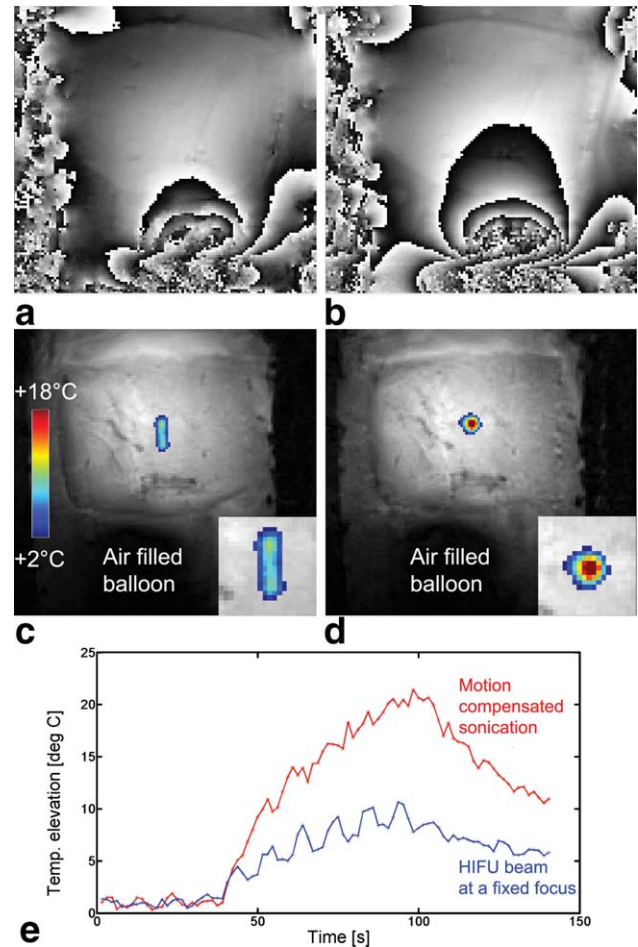 a
b
+18°C
+2°C
Air filled
balloon
Air filled
balloon
c
d
25
20
15
10
5
0
Temp. elevation [deg C]
Motion
compensated
sonication
HIFU beam
at a fixed focus
0
50
100
150
Time [s]
e